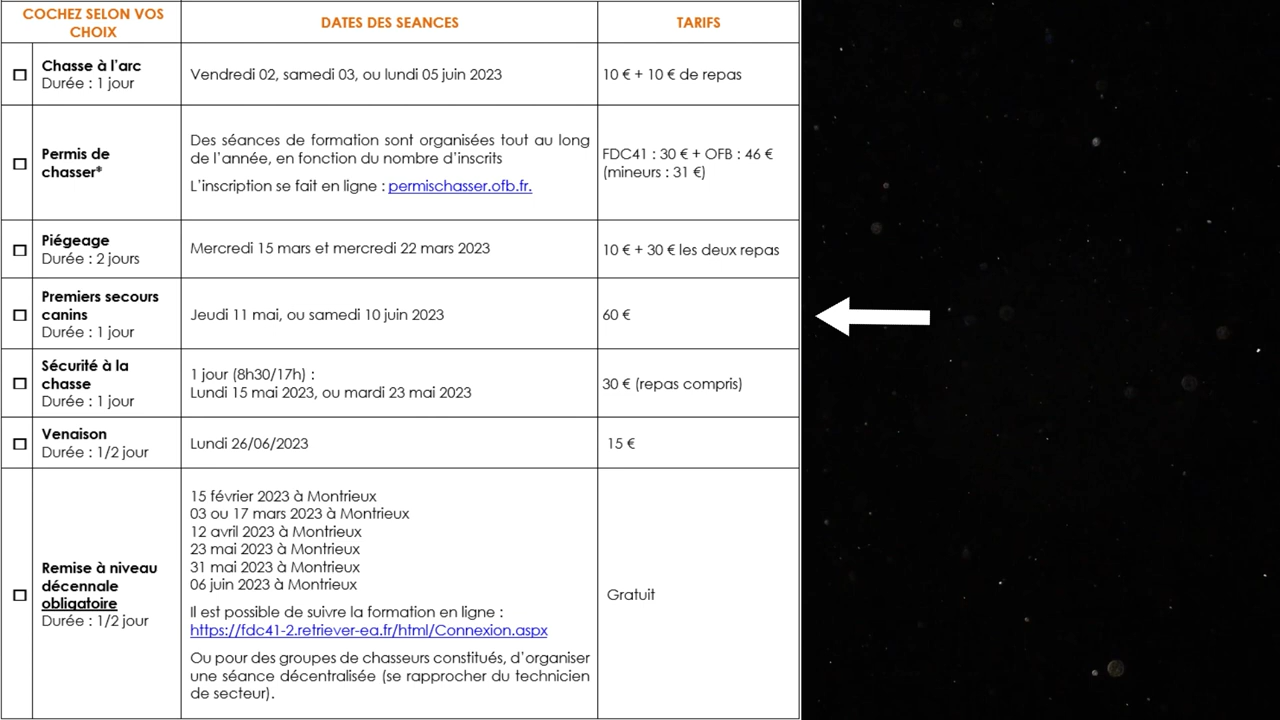 COCHEZ SELON VOS
CHOIX
DATES DES SEANCES
TARIFS
Chasse à l'arc
Durée : 1 jour
Vendredi 02, samedi 03, ou lundi 05 juin 2023
10 € + 10 € de repas
Permis de
chasser*
Des séances de formation sont organisées tout au long
de l'année, en fonction du nombre d'inscrits
L'inscription se fait en ligne : permischasser.ofb.fr.
FDC41 : 30 € + OFB : 46 €
(mineurs : 31 €)
Piégeage
Durée : 2 jours
Mercredi 15 mars et mercredi 22 mars 2023
10 € + 30 € les deux repas
Premiers secours
canins
Durée : 1 jour
Jeudi 11 mai, ou samedi 10 juin 2023
60 €
Sécurité à la
chasse
Durée : 1 jour
1 jour (8h30/17h) :
Lundi 15 mai 2023, ou mardi 23 mai 2023
30 € (repas compris)
Venaison
Durée : 1/2 jour
Lundi 26/06/2023
15 €
Remise à niveau
décennale
obligatoire
Durée : 1/2 jour
15 février 2023 à Montrieux
03 ou 17 mars 2023 à Montrieux
12 avril 2023 à Montrieux
23 mai 2023 à Montrieux
31 mai 2023 à Montrieux
06 juin 2023 à Montrieux
Il est possible de suivre la formation en ligne :
https://fdc41-2.retriever-ea.fr/html/Connexion.aspx
Ou pour des groupes de chasseurs constitués, d'organiser
une séance décentralisée (se rapprocher du technicien
de secteur).
Gratuit